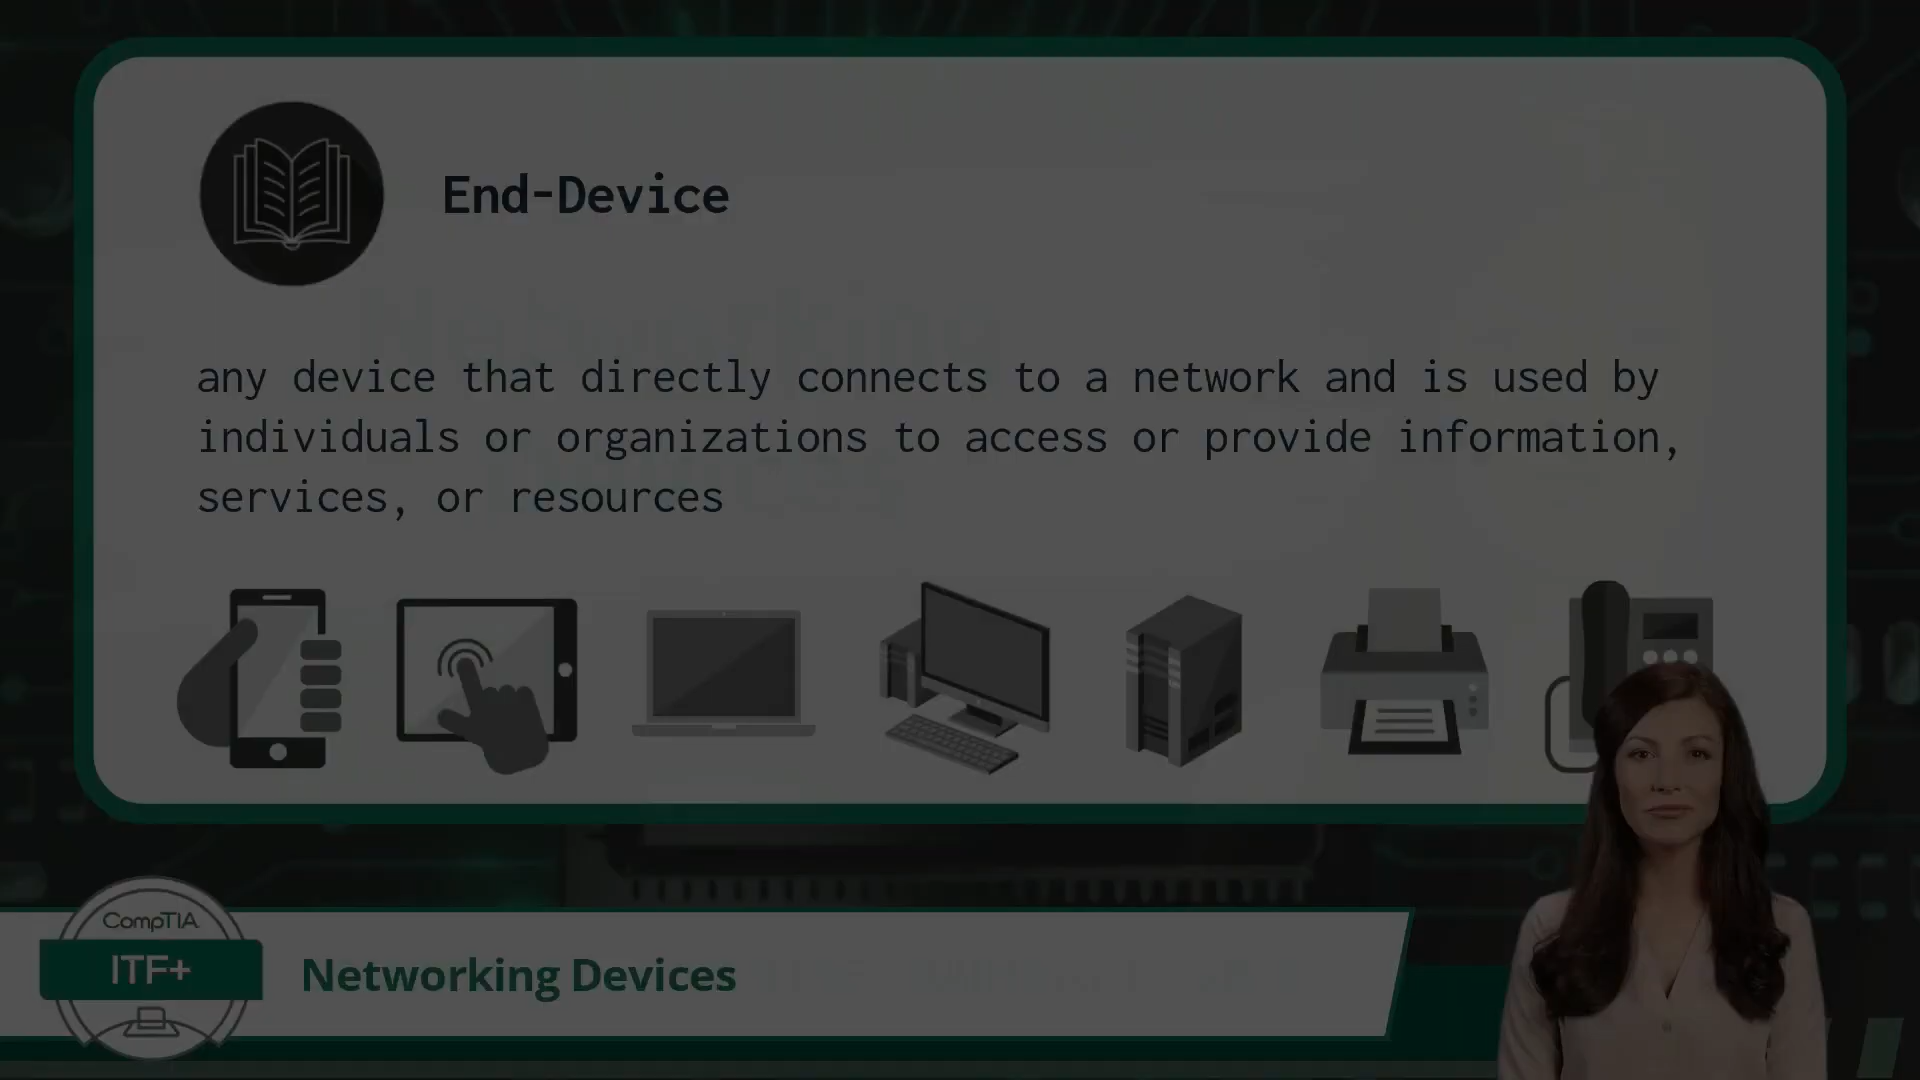 End-Device
any device that directly connects to a network and is used by
individuals or organizations to access or provide information,
services, or resources
CompTIA
ITF+
Networking Devices